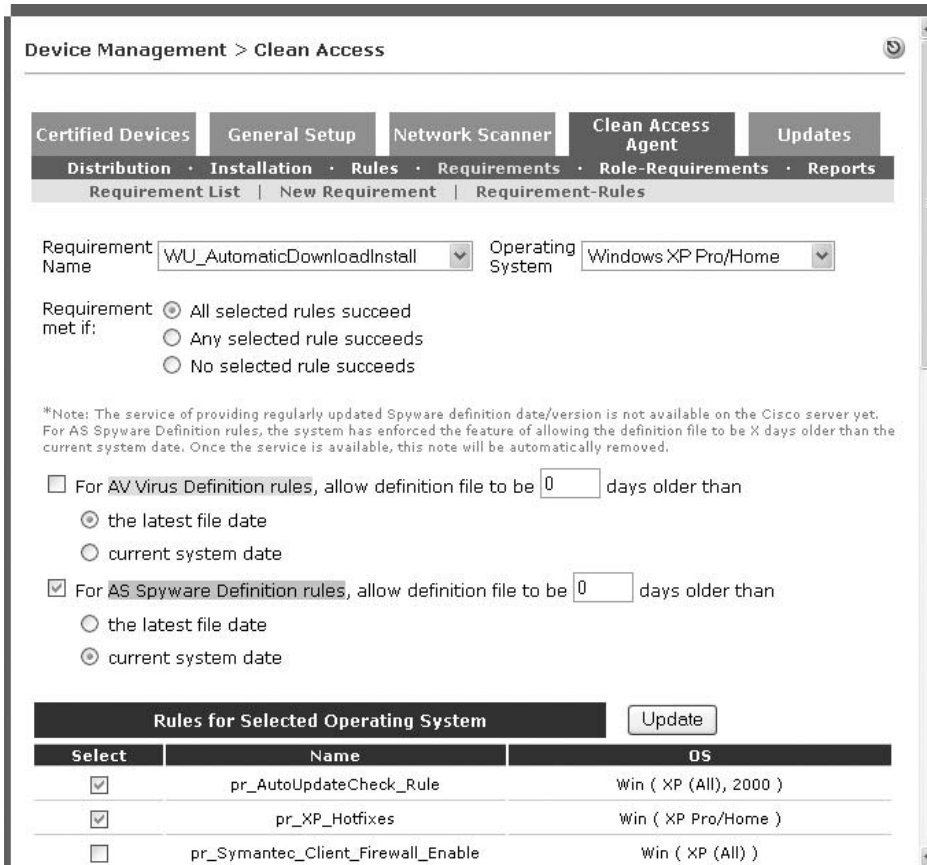 Device Management > Clean Access
Certified Devices General Setup Network Scanner Clean Access Agent Updates
Distribution · Installation · Rules · Requirements · Role-Requirements · Reports
Requirement List | New Requirement | Requirement-Rules
Requirement Name WU_AutomaticDownloadInstall Operating System Windows XP Pro/Home
Requirement met if: All selected rules succeed
Any selected rule succeeds
No selected rule succeeds
*Note: The service of providing regularly updated Spyware definition date/version is not available on the Cisco server yet.
For AS Spyware Definition rules, the system has enforced the feature of allowing the definition file to be X days older than the
current system date. Once the service is available, this note will be automatically removed.
For AV Virus Definition rules, allow definition file to be 0 days older than
the latest file date
current system date
For AS Spyware Definition rules, allow definition file to be 0 days older than
the latest file date
current system date
Rules for Selected Operating System Update
Select Name OS
pr_AutoUpdateCheck_Rule Win ( XP (All), 2000 )
pr_XP_Hotfixes Win ( XP Pro/Home )
pr_Symantec_Client_Firewall_Enable Win ( XP (All) )